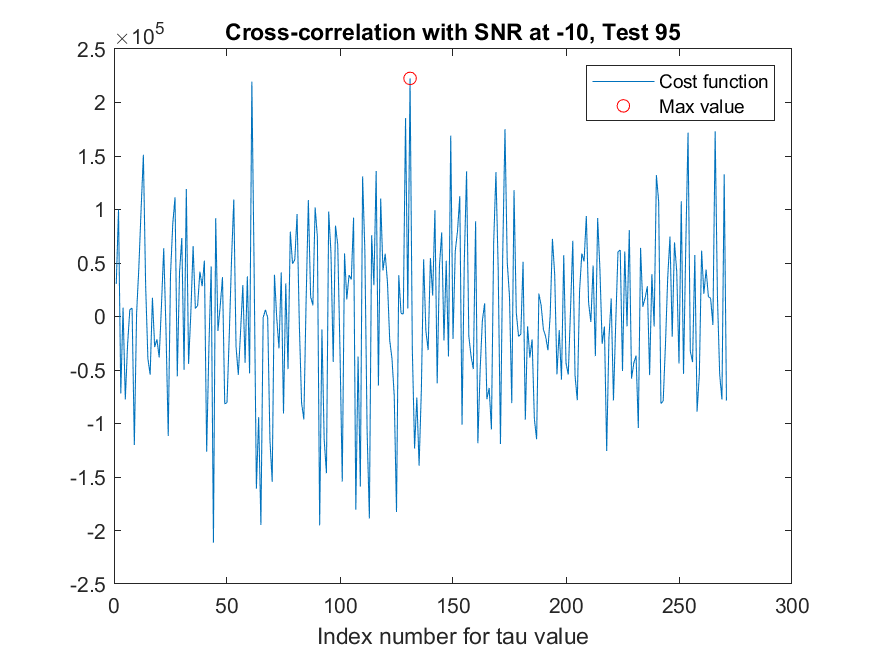 ×10⁵
Cross-correlation with SNR at -10, Test 95
2.5
2
1.5
1
0.5
0
-0.5
-1
-1.5
-2
-2.5
Cost function
Max value
0 50 100 150 200 250 300
Index number for tau value